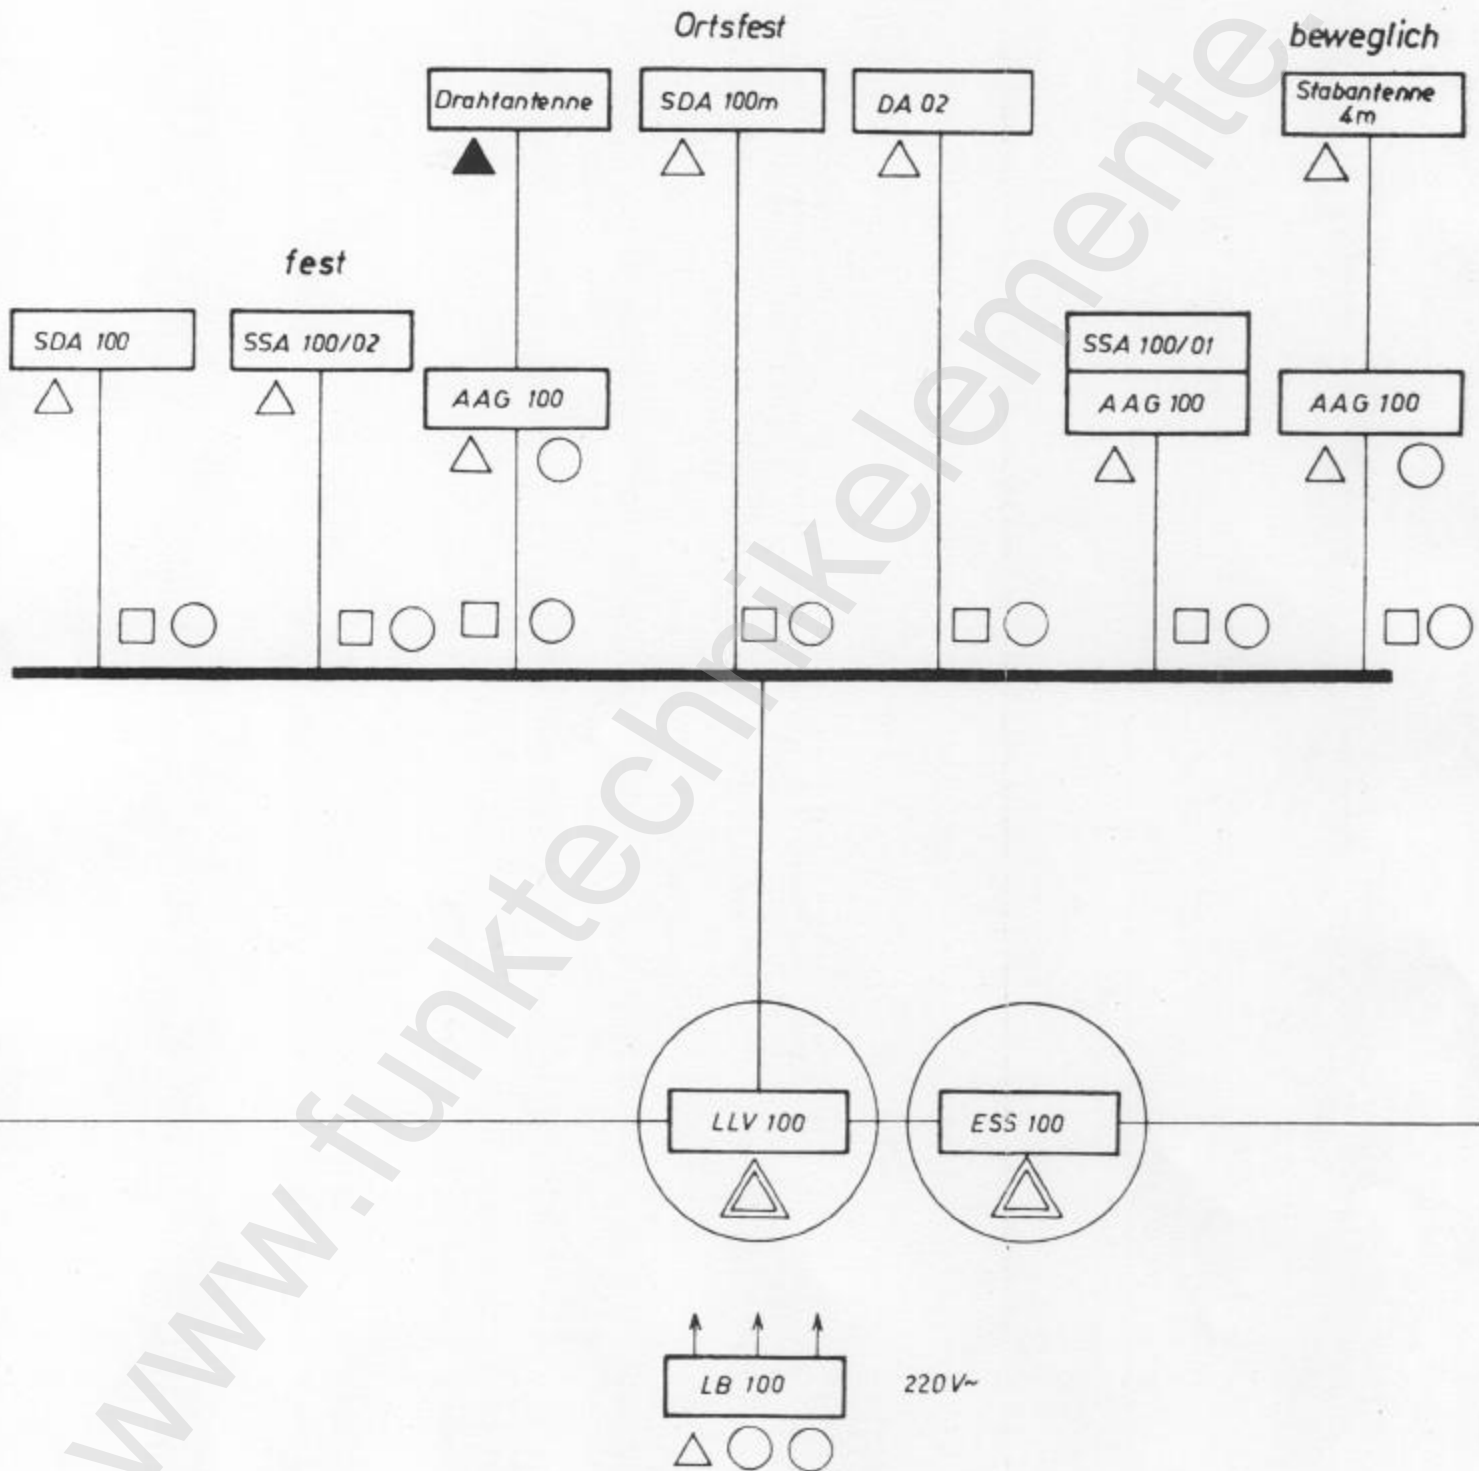 Ortsfest
beweglich
Drahtantenne
SDA 100m
DA 02
Stabantenne
4m
fest
SDA 100
SSA 100/02
AAG 100
SSA 100/01
AAG 100
AAG 100
LLV 100
ESS 100
LB 100
220V~
www.funktechnikelemente.